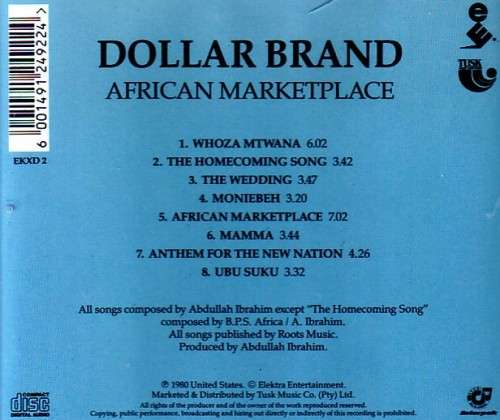 DOLLAR BRAND
AFRICAN MARKETPLACE
6 001491 249224
EKXD 2
TUSK
1. WHOZA MTWANA 6.02
2. THE HOMECOMING SONG 3.42
3. THE WEDDING 3.47
4. MONIEBEH 3.20
5. AFRICAN MARKETPLACE 7.02
6. MAMMA 3.44
7. ANTHEM FOR THE NEW NATION 4.26
8. UBU SUKU 3.32
All songs composed by Abdullah Ibrahim except "The Homecoming Song"
composed by B.P.S. Africa / A. Ibrahim.
All songs published by Roots Music.
Produced by Abdullah Ibrahim.
COMPACT
disc
DIGITAL AUDIO
℗ 1980 United States. © Elektra Entertainment.
Marketed & Distributed by Tusk Music Co. (Pty) Ltd.
All rights of the producer and of the owner of the work reproduced reserved.
Copying, public performance, broadcasting and hiring out directly or indirectly of this recording is prohibited.